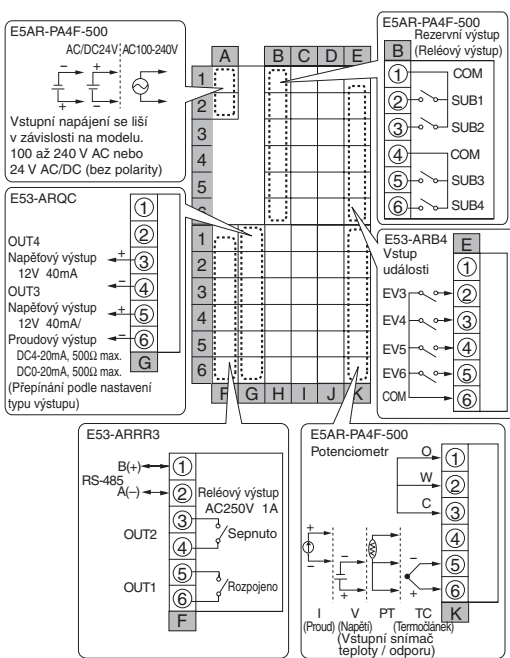 E5AR-PA4F-500
AC/DC24V AC100-240V
– + 
+ –
Vstupní napájení se liší
v závislosti na modelu.
100 až 240 V AC nebo
24 V AC/DC (bez polarity)
A B C D E
1
2
3
4
5
6
1
2
3
4
5
6
F G H I J K
E5AR-PA4F-500
Rezervní výstup
(Reléový výstup)
B
1 COM
2 SUB1
3 SUB2
4 COM
5 SUB3
6 SUB4
E53-ARQC
1
2
OUT4
Napěťový výstup + 3
12V 40mA
– 4
OUT3
Napěťový výstup + 5
12V 40mA/
Proudový výstup – 6
DC4-20mA, 500Ω max.
DC0-20mA, 500Ω max.
G
(Přepínání podle nastavení
typu výstupu)
E53-ARB4 E
Vstup
události
1
EV3 2
EV4 3
EV5 4
EV6 5
COM 6
E53-ARRR3
B(+) 1
RS-485
A(–) 2
Reléový výstup
AC250V 1A
OUT2
3
4
Sepnuto
OUT1
5
6
Rozpojeno
F
E5AR-PA4F-500
Potenciometr
O 1
W 2
C 3
4
5
6
+ –
– +
– +
I V PT TC K
(Proud) (Napětí) (Termočlánek)
(Vstupní snímač
teploty / odporu)